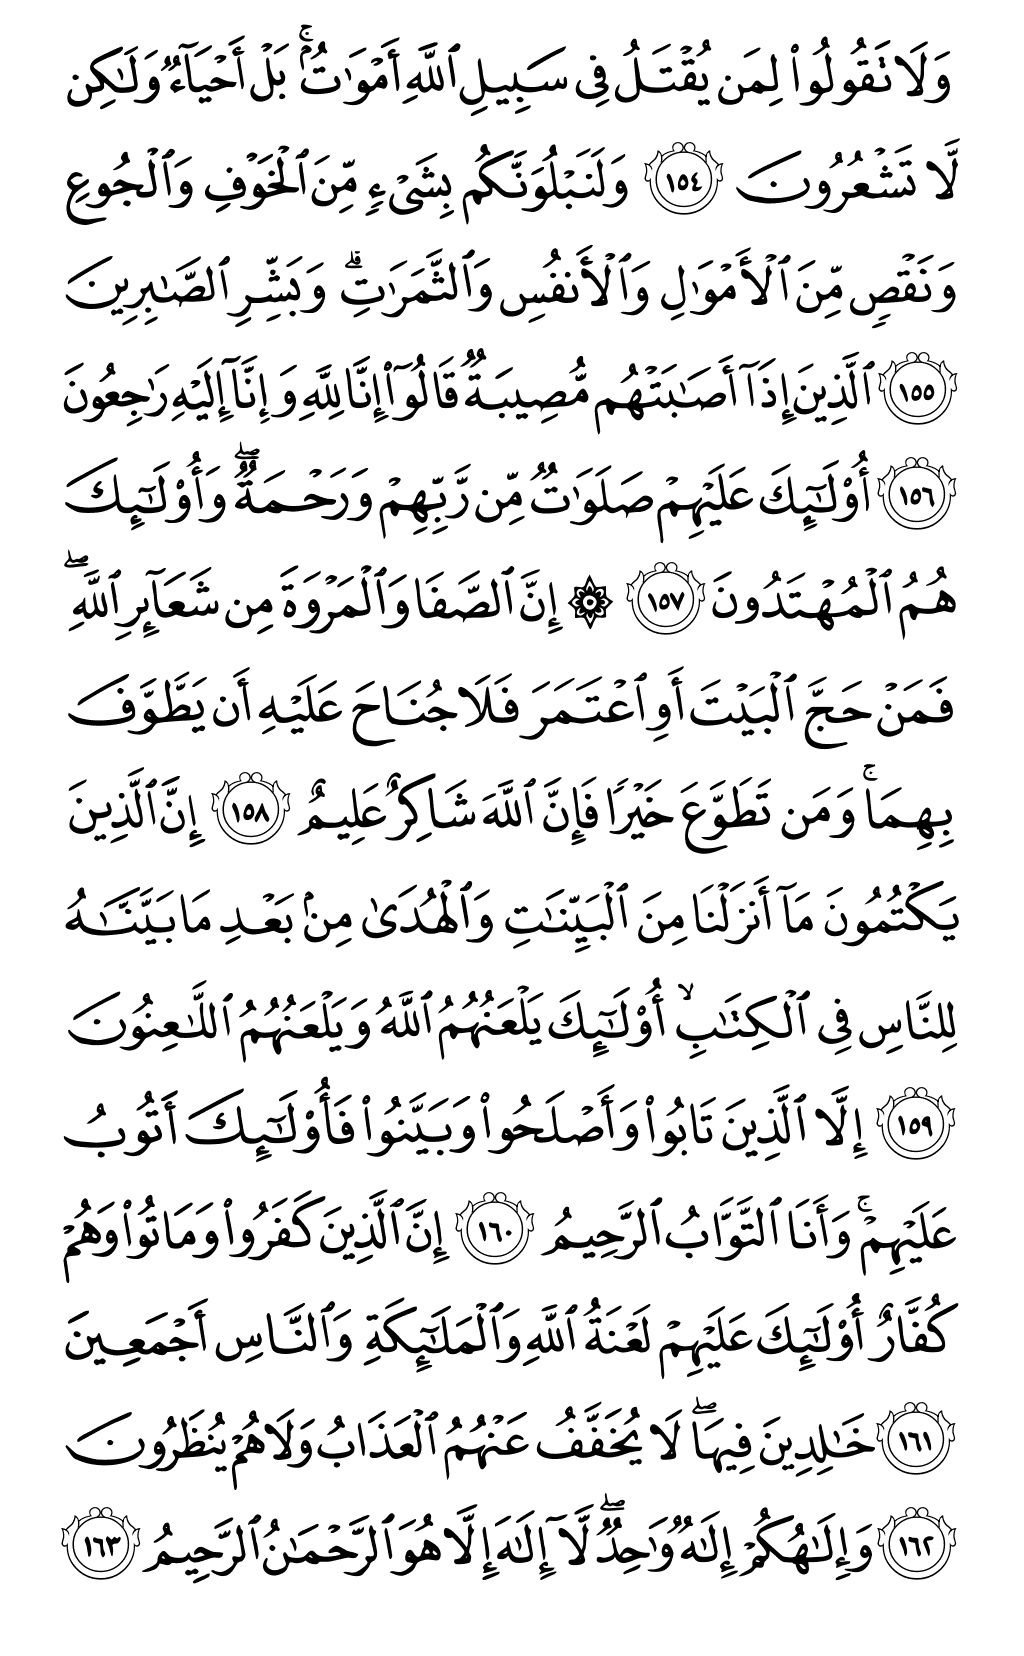 وَلَا تَقُولُوا۟ لِمَن يُقْتَلُ فِى سَبِيلِ ٱللَّهِ أَمْوَٰتٌۢ ۚ بَلْ أَحْيَآءٌ وَلَـٰكِن
لَّا تَشْعُرُونَ ١٥٤ وَلَنَبْلُوَنَّكُم بِشَىْءٍ مِّنَ ٱلْخَوْفِ وَٱلْجُوعِ
وَنَقْصٍ مِّنَ ٱلْأَمْوَٰلِ وَٱلْأَنفُسِ وَٱلثَّمَرَٰتِ ۗ وَبَشِّرِ ٱلصَّـٰبِرِينَ
١٥٥ ٱلَّذِينَ إِذَآ أَصَـٰبَتْهُم مُّصِيبَةٌ قَالُوٓا۟ إِنَّا لِلَّهِ وَإِنَّآ إِلَيْهِ رَٰجِعُونَ
١٥٦ أُو۟لَـٰٓئِكَ عَلَيْهِمْ صَلَوَٰتٌ مِّن رَّبِّهِمْ وَرَحْمَةٌ ۖ وَأُو۟لَـٰٓئِكَ
هُمُ ٱلْمُهْتَدُونَ ١٥٧ ۞ إِنَّ ٱلصَّفَا وَٱلْمَرْوَةَ مِن شَعَآئِرِ ٱللَّهِ ۖ
فَمَنْ حَجَّ ٱلْبَيْتَ أَوِ ٱعْتَمَرَ فَلَا جُنَاحَ عَلَيْهِ أَن يَطَّوَّفَ
بِهِمَا ۚ وَمَن تَطَوَّعَ خَيْرًا فَإِنَّ ٱللَّهَ شَاكِرٌ عَلِيمٌ ١٥٨ إِنَّ ٱلَّذِينَ
يَكْتُمُونَ مَآ أَنزَلْنَا مِنَ ٱلْبَيِّنَـٰتِ وَٱلْهُدَىٰ مِنۢ بَعْدِ مَا بَيَّنَّـٰهُ
لِلنَّاسِ فِى ٱلْكِتَـٰبِ ۙ أُو۟لَـٰٓئِكَ يَلْعَنُهُمُ ٱللَّهُ وَيَلْعَنُهُمُ ٱللَّـٰعِنُونَ
١٥٩ إِلَّا ٱلَّذِينَ تَابُوا۟ وَأَصْلَحُوا۟ وَبَيَّنُوا۟ فَأُو۟لَـٰٓئِكَ أَتُوبُ
عَلَيْهِمْ ۚ وَأَنَا ٱلتَّوَّابُ ٱلرَّحِيمُ ١٦٠ إِنَّ ٱلَّذِينَ كَفَرُوا۟ وَمَاتُوا۟ وَهُمْ
كُفَّارٌ أُو۟لَـٰٓئِكَ عَلَيْهِمْ لَعْنَةُ ٱللَّهِ وَٱلْمَلَـٰٓئِكَةِ وَٱلنَّاسِ أَجْمَعِينَ
١٦١ خَـٰلِدِينَ فِيهَا ۖ لَا يُخَفَّفُ عَنْهُمُ ٱلْعَذَابُ وَلَا هُمْ يُنظَرُونَ
١٦٢ وَإِلَـٰهُكُمْ إِلَـٰهٌ وَٰحِدٌ ۖ لَّآ إِلَـٰهَ إِلَّا هُوَ ٱلرَّحْمَـٰنُ ٱلرَّحِيمُ ١٦٣